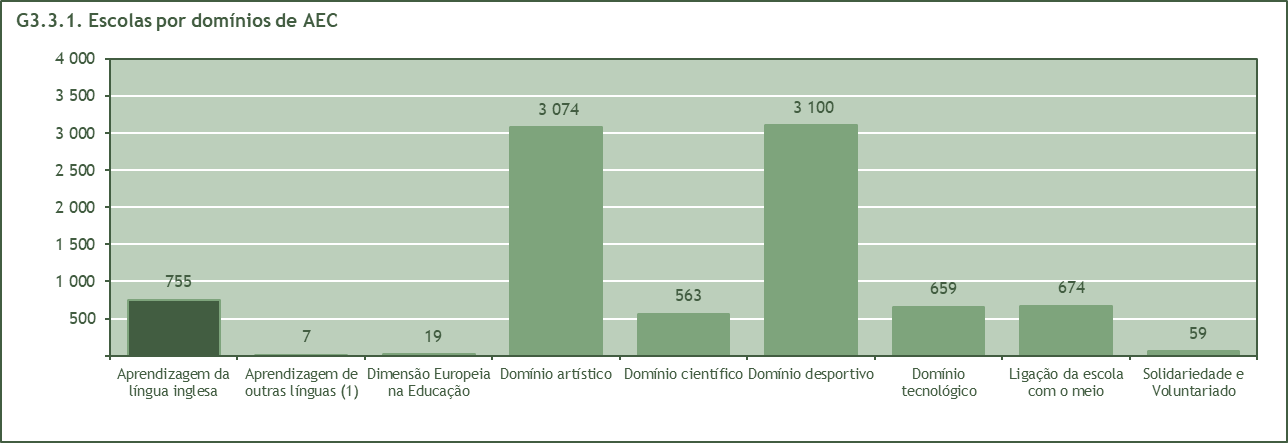 G3.3.1. Escolas por domínios de AEC
4 000
3 500
3 000
2 500
2 000
1 500
1 000
500
755
7
19
3 074
563
3 100
659
674
59
Aprendizagem da
língua inglesa
Aprendizagem de
outras línguas (1)
Dimensão Europeia
na Educação
Domínio artístico
Domínio científico
Domínio desportivo
Domínio
tecnológico
Ligação da escola
com o meio
Solidariedade e
Voluntariado